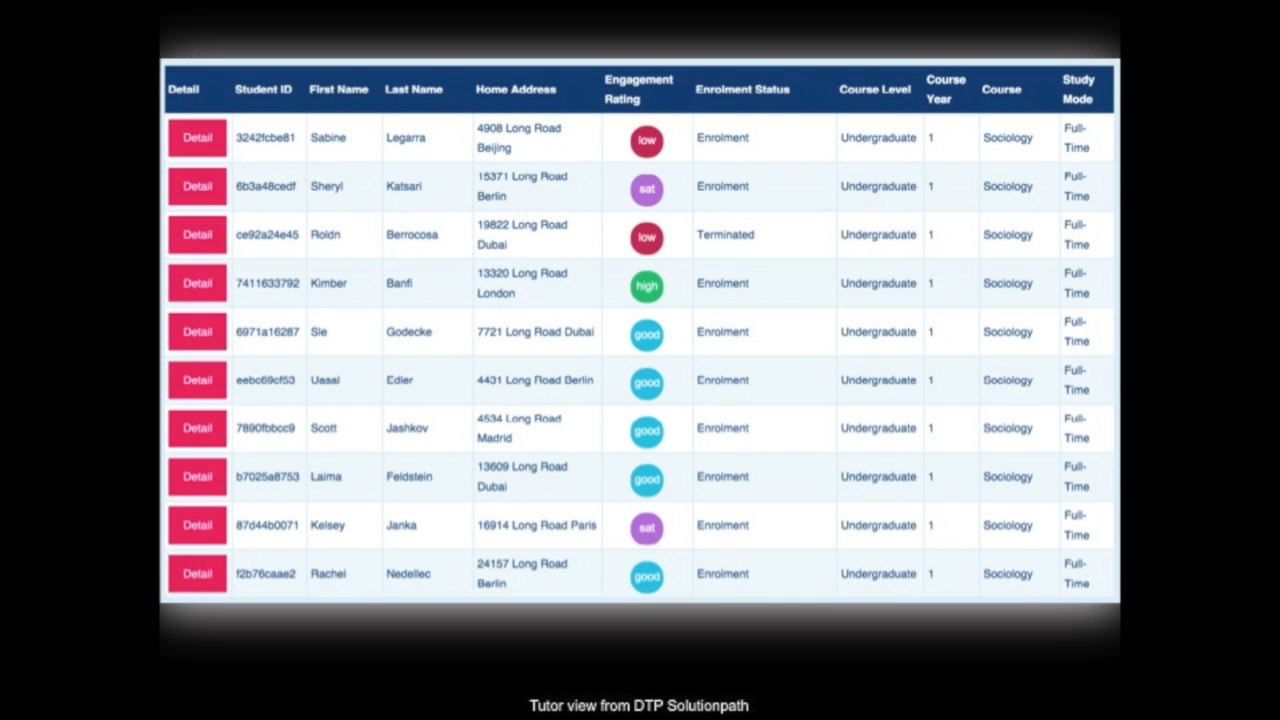 Detail Student ID First Name Last Name Home Address Engagement Rating Enrolment Status Course Level Course Year Course Study Mode
Detail 3242fcbe81 Sabine Legarra 4908 Long Road Beijing low Enrolment Undergraduate 1 Sociology Full-Time
Detail 6b3a48cedf Sheryl Katsari 15371 Long Road Berlin sat Enrolment Undergraduate 1 Sociology Full-Time
Detail ce92a24e45 Roldn Berrocosa 19822 Long Road Dubai low Terminated Undergraduate 1 Sociology Full-Time
Detail 7411633792 Kimber Banfi 13320 Long Road London high Enrolment Undergraduate 1 Sociology Full-Time
Detail 6971a16287 Sle Godecke 7721 Long Road Dubai good Enrolment Undergraduate 1 Sociology Full-Time
Detail eebc69cf53 Uasal Edler 4431 Long Road Berlin good Enrolment Undergraduate 1 Sociology Full-Time
Detail 7890fbbcc9 Scott Jashkov 4534 Long Road Madrid good Enrolment Undergraduate 1 Sociology Full-Time
Detail b7025a8753 Laima Feldstein 13609 Long Road Dubai good Enrolment Undergraduate 1 Sociology Full-Time
Detail 87d44b0071 Kelsey Janka 16914 Long Road Paris sat Enrolment Undergraduate 1 Sociology Full-Time
Detail f2b76caae2 Rachel Nedellec 24157 Long Road Berlin good Enrolment Undergraduate 1 Sociology Full-Time
Tutor view from DTP Solutionpath